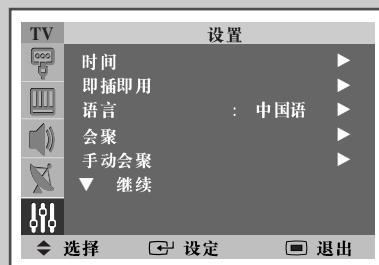 TV 设置
时间 ▶
即插即用 ▶
语言 : 中国语 ▶
会聚 ▶
手动会聚 ▶
▼ 继续
选择 设定 退出